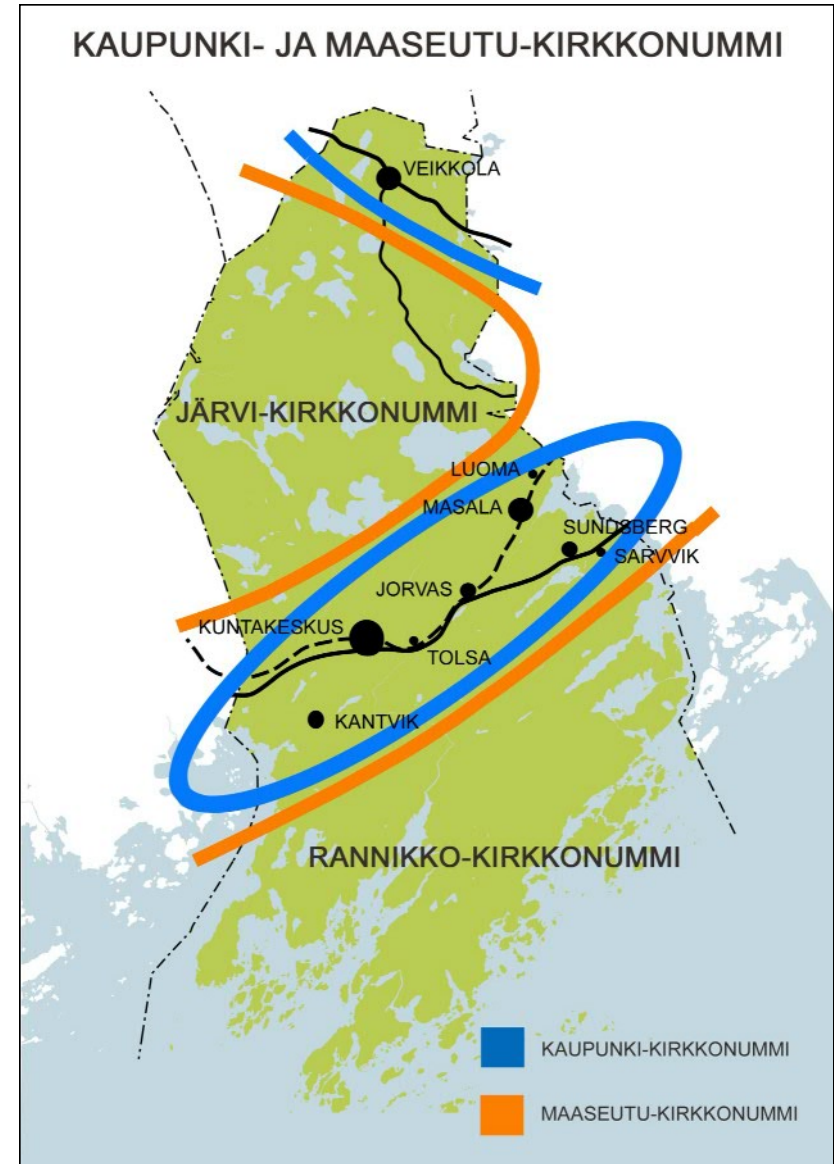 KAUPUNKI- JA MAASEUTU-KIRKKONUMMI
VEIKKOLA
JÄRVI-KIRKKONUMMI
LUOMA
MASALA
SUNDSBERG
SARVVIK
JORVAS
KUNTAKESKUS
TOLSA
KANTVIK
RANNIKKO-KIRKKONUMMI
KAUPUNKI-KIRKKONUMMI
MAASEUTU-KIRKKONUMMI